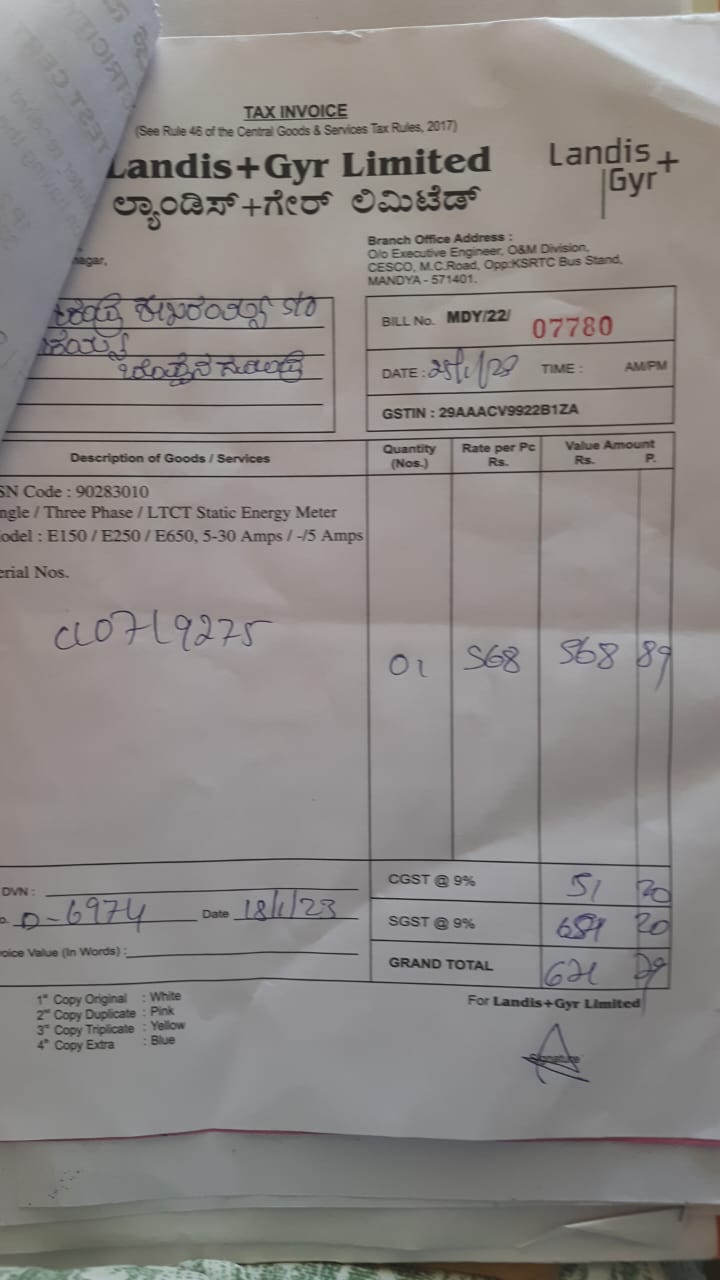 TEST CERT
TAX INVOICE
(See Rule 46 of the Central Goods & Services Tax Rules, 2017)
Landis+Gyr Limited
Landis
Gyr+
ಲ್ಯಾಂಡಿಸ್+ಗೇರ್ ಲಿಮಿಟೆಡ್
nagar,
Branch Office Address :
O/o Executive Engineer, O&M Division,
CESCO, M.C.Road, Opp:KSRTC Bus Stand,
MANDYA - 571401.
S/o
BILL No. MDY/22/ 07780
DATE : TIME : AM/PM
GSTIN : 29AAACV9922B1ZA
Description of Goods / Services
Quantity (Nos.)
Rate per Pc Rs.
Value Amount
Rs. P.
SN Code : 90283010
ngle / Three Phase / LTCT Static Energy Meter
odel : E150 / E250 / E650, 5-30 Amps / -/5 Amps
erial Nos.
01 568 568 89
CGST @ 9% 51 20
SGST @ 9% 20
GRAND TOTAL
DVN :
o. D-6974 Date 18/1/23
oice Value (In Words) :
1st Copy Original : White
2nd Copy Duplicate : Pink
3rd Copy Triplicate : Yellow
4th Copy Extra : Blue
For Landis+Gyr Limited
Signature